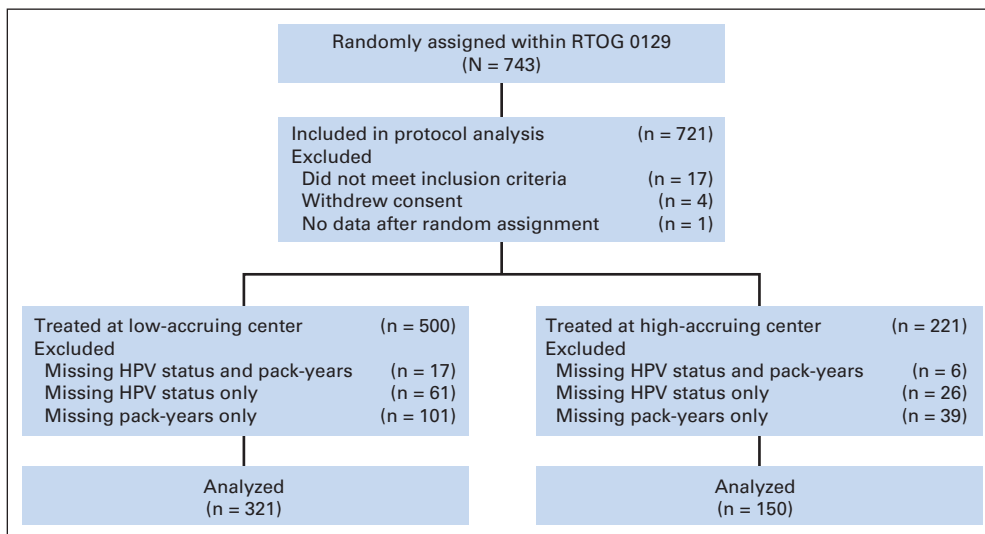 Randomly assigned within RTOG 0129
(N = 743)
Included in protocol analysis (n = 721)
Excluded
Did not meet inclusion criteria (n = 17)
Withdrew consent (n = 4)
No data after random assignment (n = 1)
Treated at low-accruing center (n = 500)
Excluded
Missing HPV status and pack-years (n = 17)
Missing HPV status only (n = 61)
Missing pack-years only (n = 101)
Treated at high-accruing center (n = 221)
Excluded
Missing HPV status and pack-years (n = 6)
Missing HPV status only (n = 26)
Missing pack-years only (n = 39)
Analyzed
(n = 321)
Analyzed
(n = 150)